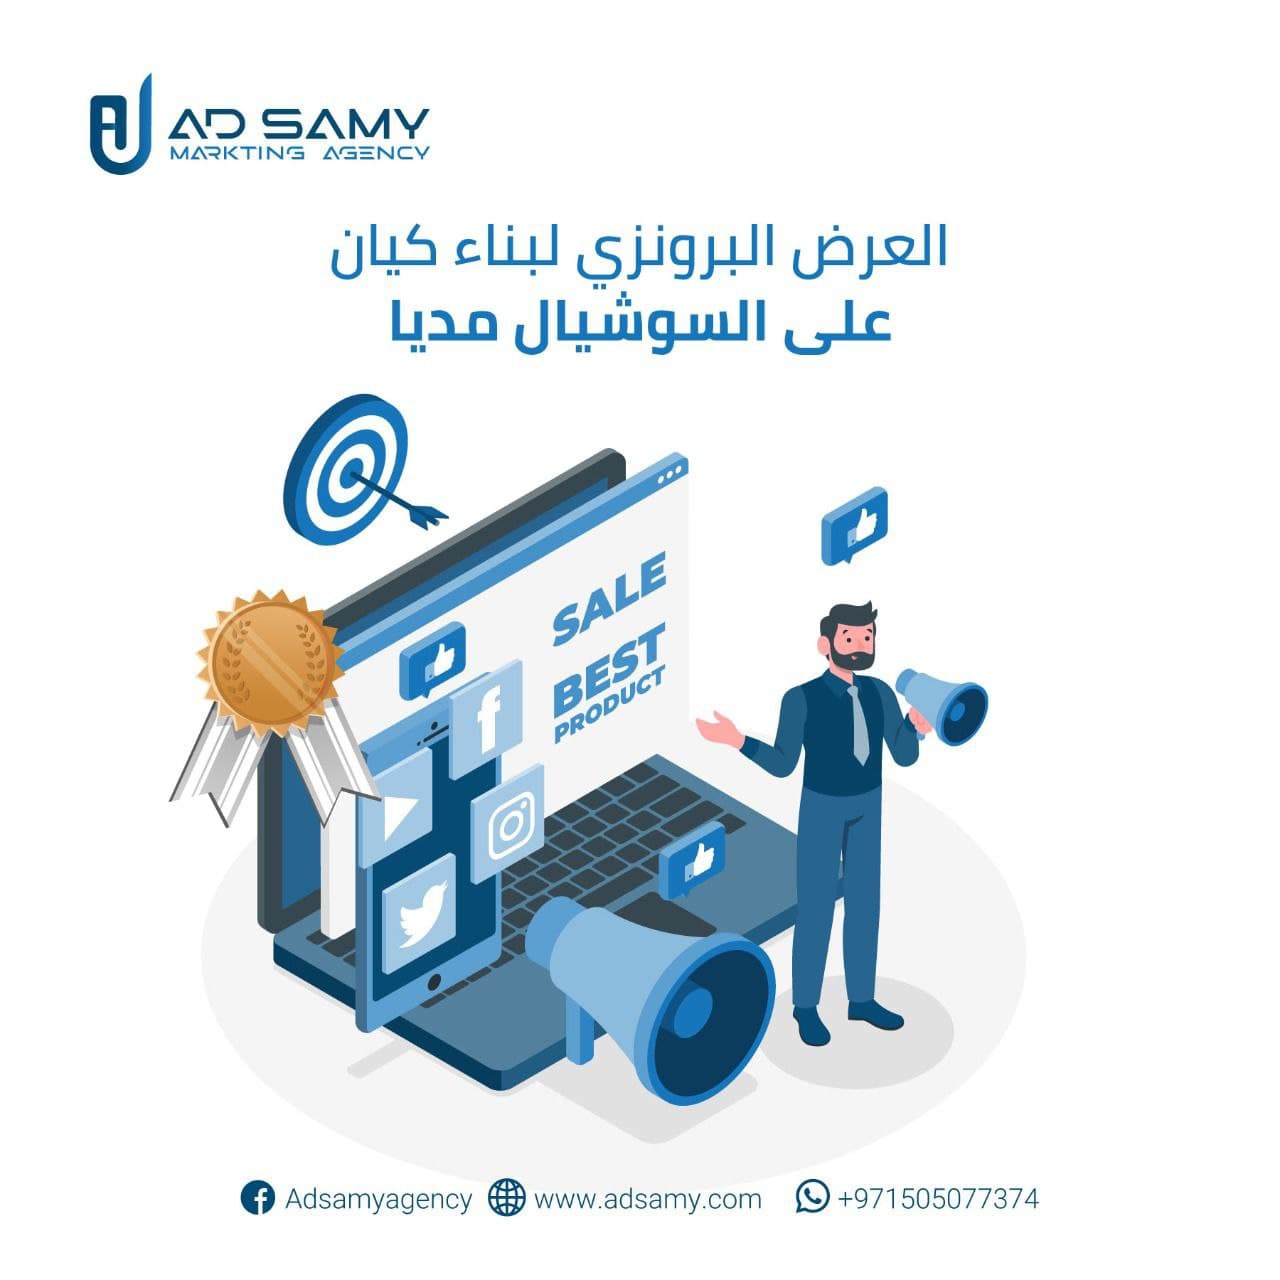 AD SAMY
MARKTING AGENCY
العرض البرونزي لبناء كيان
على السوشيال مديا
SALE
BEST
PRODUCT
Adsamyagency
www.adsamy.com
+971505077374